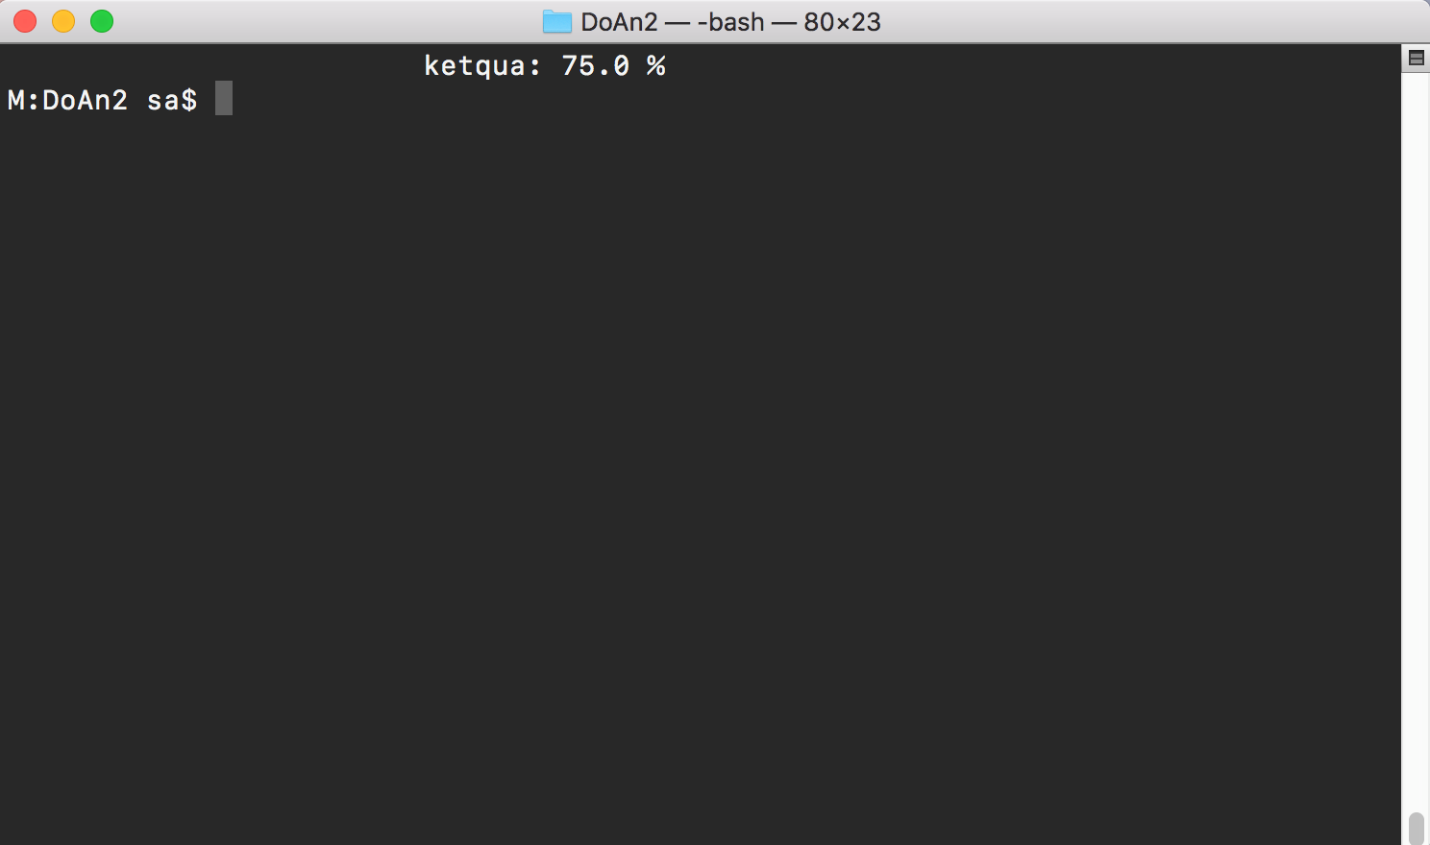 DoAn2 — -bash — 80×23
ketqua: 75.0 %
M:DoAn2 sa$